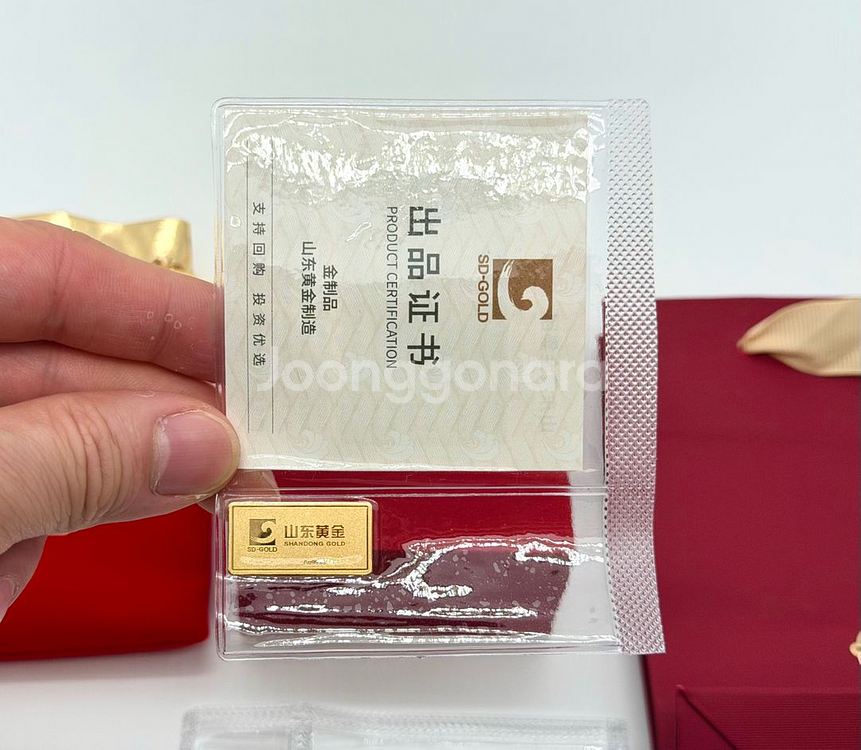 SD-GOLD
出品证书
PRODUCT CERTIFICATION
金制品
山东黄金制造
支持回购 投资优选
Joonggonara
SD-GOLD
山东黄金
SHANDONG GOLD